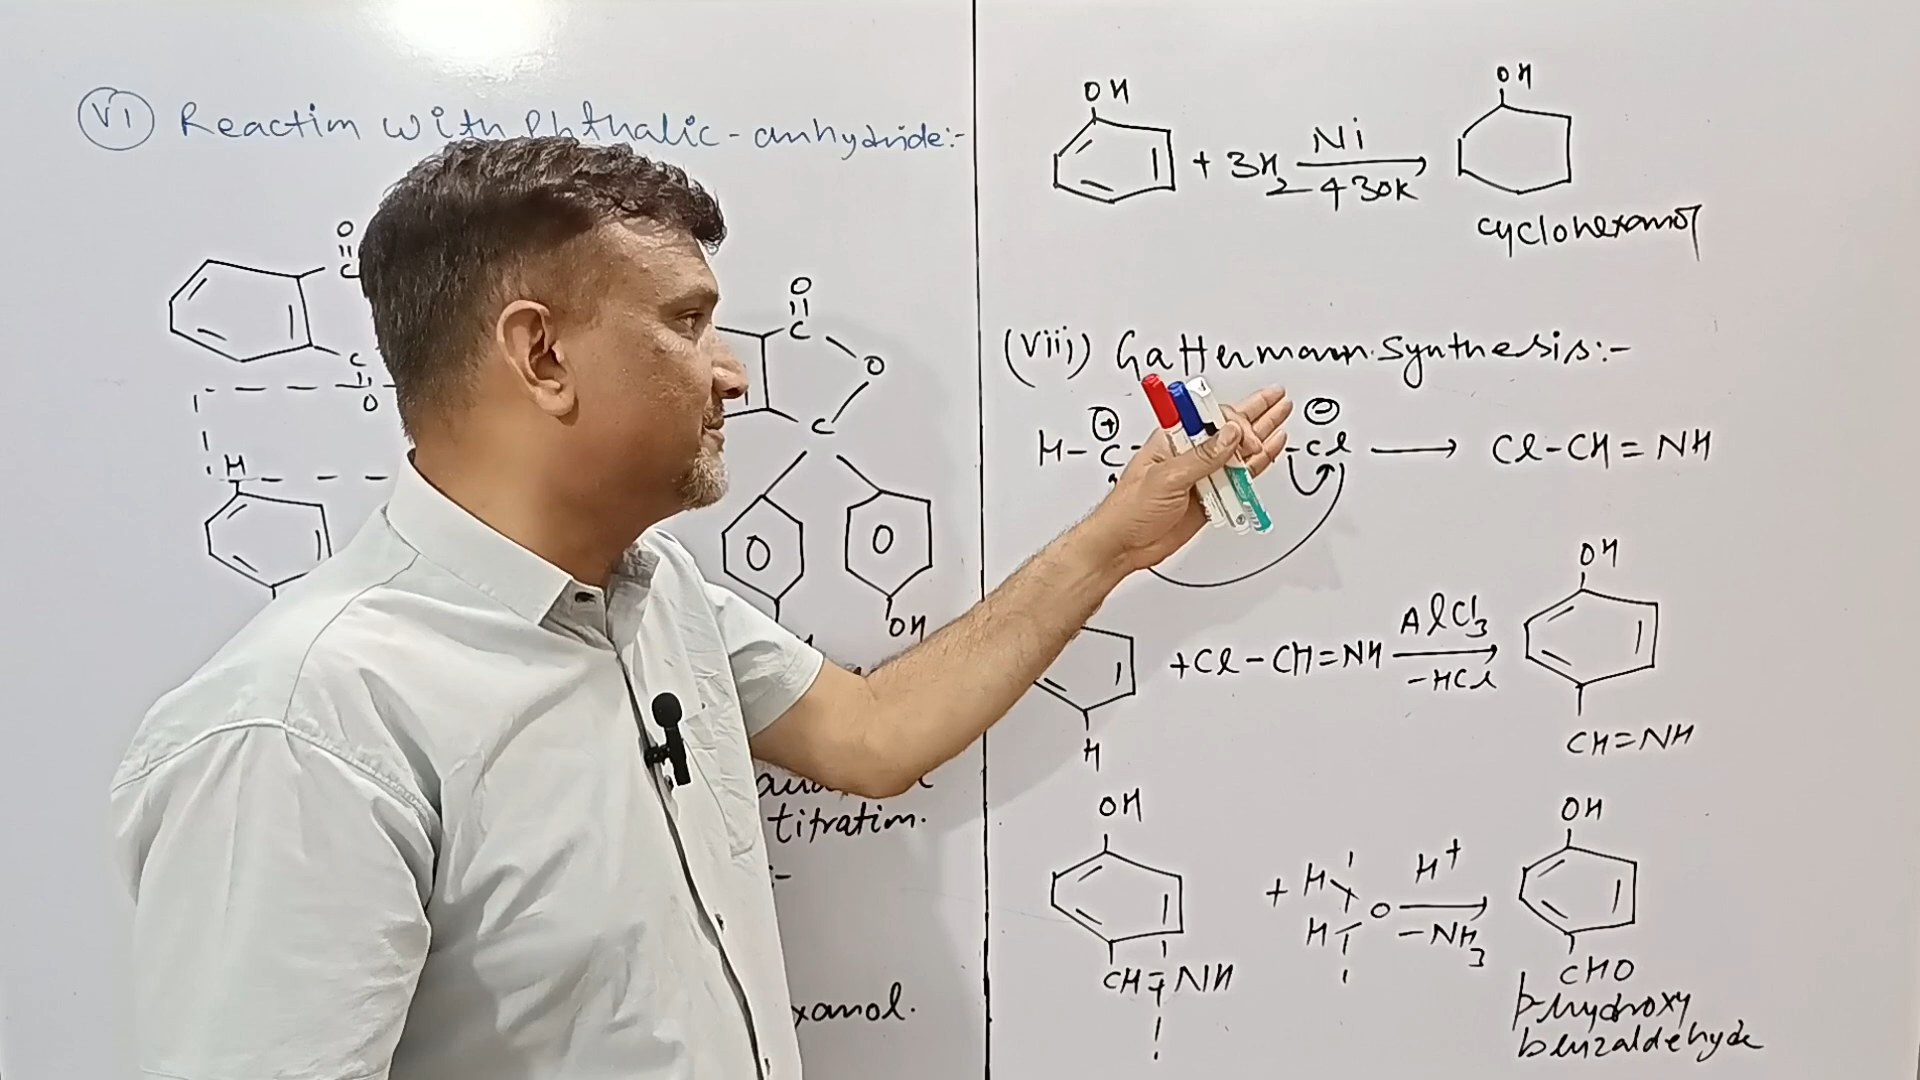 VI Reaction with Phthalic-anhydride:-
O
C
C
O
H
O
C
O
C
OH
titration.
:-
xanol.
OH OH
+ 3H2 Ni 430K
cyclohexanol
(Viii) Gattermann Synthesis:-
H-C + -Cl - → Cl-CH=NH
OH
+Cl-CH=NH AlCl3 -HCl
H
CH=NH
OH OH
+ H H O H+ -NH3
CH=NH CHO
p-hydroxy
benzaldehyde